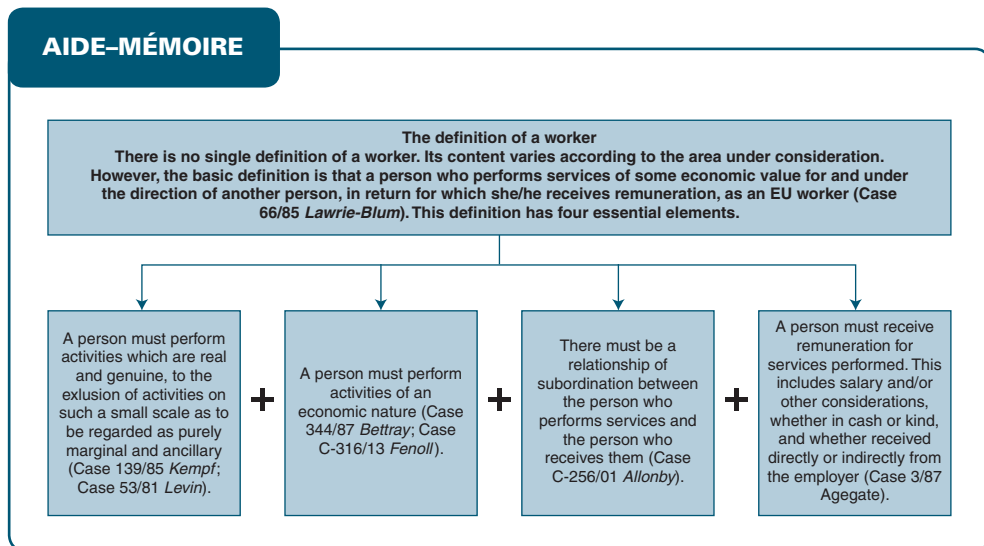 AIDE–MÉMOIRE
The definition of a worker
There is no single definition of a worker. Its content varies according to the area under consideration.
However, the basic definition is that a person who performs services of some economic value for and under
the direction of another person, in return for which she/he receives remuneration, as an EU worker (Case
66/85 Lawrie-Blum). This definition has four essential elements.
A person must perform
activities which are real
and genuine, to the
exlusion of activities on
such a small scale as to
be regarded as purely
marginal and ancillary
(Case 139/85 Kempf;
Case 53/81 Levin).
+
A person must perform
activities of an
economic nature (Case
344/87 Bettray; Case
C-316/13 Fenoll).
+
There must be a
relationship of
subordination between
the person who
performs services and
the person who
receives them (Case
C-256/01 Allonby).
+
A person must receive
remuneration for
services performed. This
includes salary and/or
other considerations,
whether in cash or kind,
and whether received
directly or indirectly from
the employer (Case 3/87
Agegate).